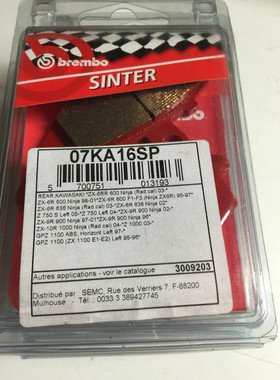 brembo
SINTER
07KA16SP
5 700751 013193
REAR KAWASAKI *ZX-6RR 600 Ninja (Rad.cal) 03-*
ZX-6R 600 Ninja 98-01*ZX-6R 600 F1-F3 (Ninja ZX6R) 95-97*
ZX-6R 636 Ninja (Rad.cal) 03-*ZX-6R 636 Ninja 02*
Z 750 S Left 05-*Z 750 Left 04-*ZX-9R 900 Ninja 02-03*
ZX-9R 900 Ninja 97-01*ZX-9R 900 Ninja 96*
ZX-10R 1000 Ninja (Rad.cal) 04-*Z 1000 03-*
GPZ 1100 ABS, Horizont Left 97-*
GPZ 1100 (ZX 1100 E1-E2) Left 95-96*
Autres applications - voir le catalogue
3009203
Distribué par : SEMC, Rue des Verriers 7, F-68200
Mulhouse - Tél.: 0033 3 389427745